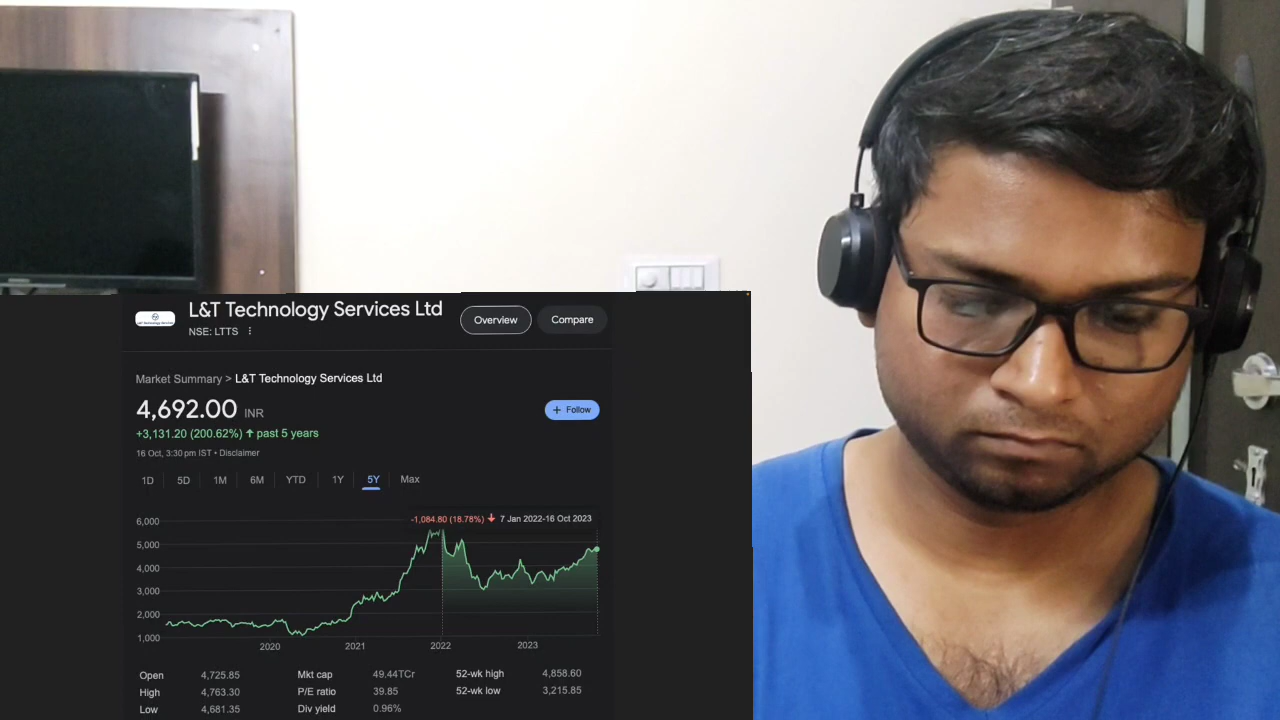 L&T Technology Services Ltd
NSE: LTTS
Overview
Compare
Market Summary > L&T Technology Services Ltd
4,692.00 INR
+ Follow
+3,131.20 (200.62%) ↑ past 5 years
16 Oct, 3:30 pm IST • Disclaimer
1D 5D 1M 6M YTD 1Y 5Y Max
-1,084.80 (18.78%) ↓ 7 Jan 2022-16 Oct 2023
6,000
5,000
4,000
3,000
2,000
1,000
2020 2021 2022 2023
Open 4,725.85 Mkt cap 49.44TCr 52-wk high 4,858.60
High 4,763.30 P/E ratio 39.85 52-wk low 3,215.85
Low 4,681.35 Div yield 0.96%